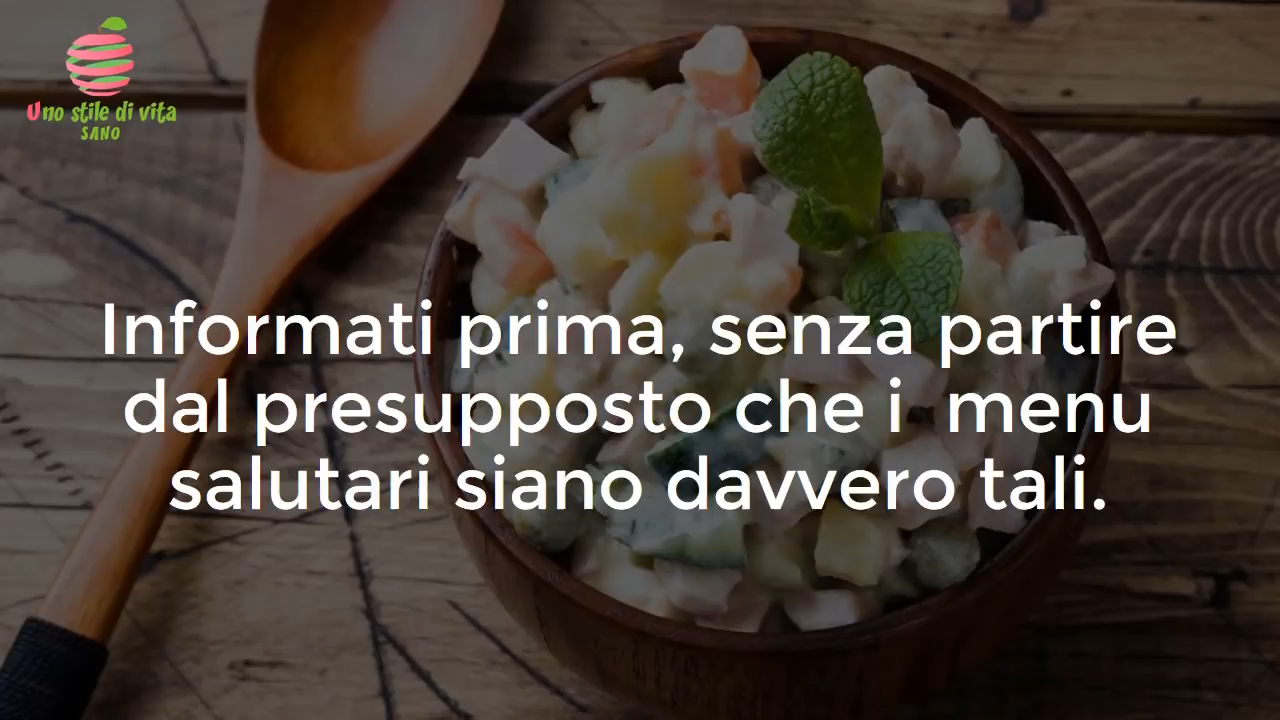 Uno stile di vita
SANO
Informati prima, senza partire
dal presupposto che i  menu
salutari siano davvero tali.